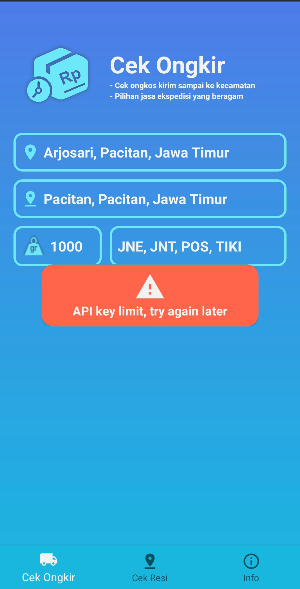 Rp
Cek Ongkir
- Cek ongkos kirim sampai ke kecamatan
- Pilihan jasa ekspedisi yang beragam
Arjosari, Pacitan, Jawa Timur
Pacitan, Pacitan, Jawa Timur
gr 1000 JNE, JNT, POS, TIKI
API key limit, try again later
Cek Ongkir Cek Resi Info